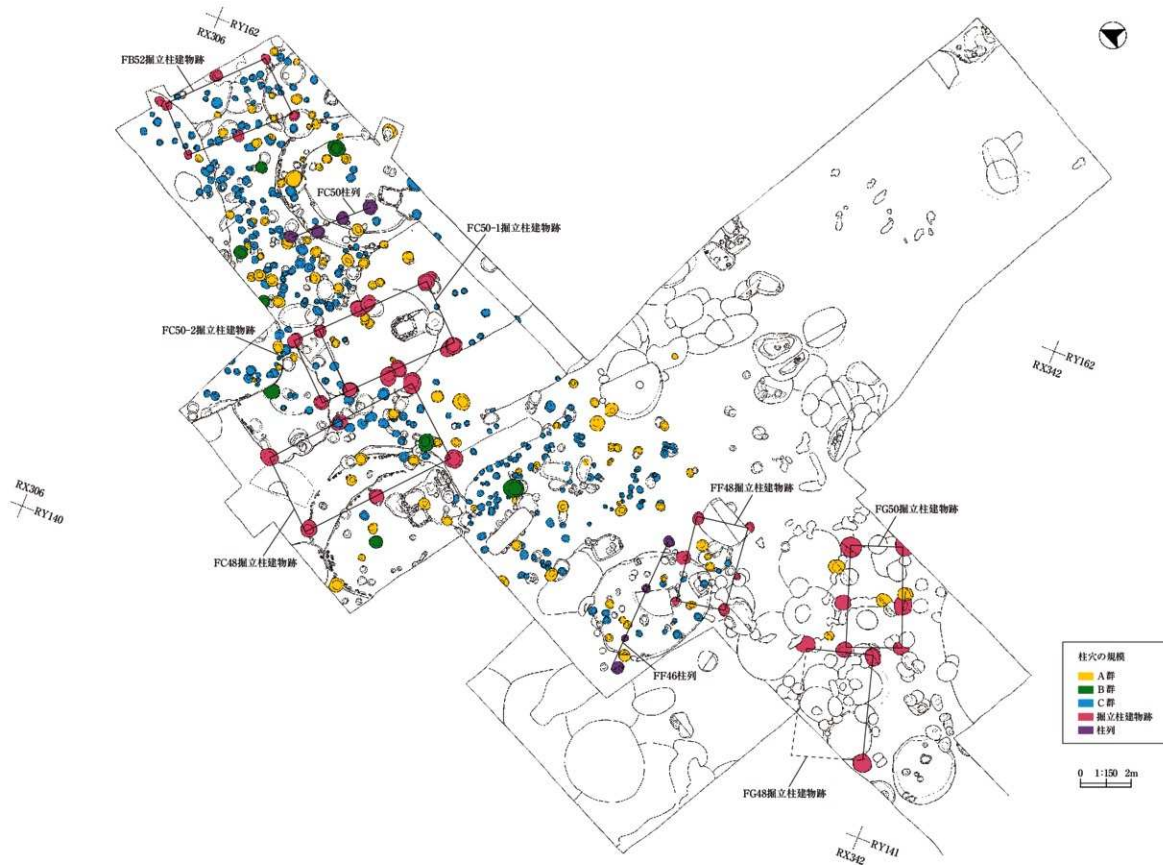 RY162
RX306
FB52掘立柱建物跡
FC50柱列
FC50-1掘立柱建物跡
FC50-2掘立柱建物跡
RX342
RY162
RX306
RY140
FF48掘立柱建物跡
FG50掘立柱建物跡
FC48掘立柱建物跡
FF46柱列
FG48掘立柱建物跡
RX342
RY141
柱穴の規模
A群
B群
C群
掘立柱建物跡
柱列
0 1:150 2m